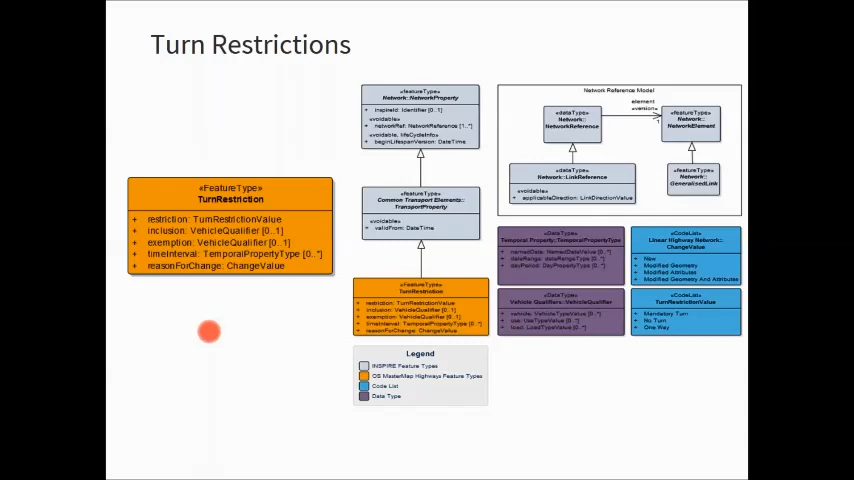 Turn Restrictions
«FeatureType»
TurnRestriction
+ restriction: TurnRestrictionValue
+ inclusion: VehicleQualifier [0..1]
+ exemption: VehicleQualifier [0..1]
+ timeInterval: TemporalPropertyType [0..*]
+ reasonForChange: ChangeValue
«featureType»
Network::NetworkProperty
+ inspireId: Identifier [0..1]
«voidable»
+ networkRef: NetworkReference [1..*]
«voidable, lifeCycleInfo»
+ beginLifespanVersion: DateTime
«featureType»
Common Transport Elements::
TransportProperty
«voidable»
+ validFrom: DateTime
«FeatureType»
TurnRestriction
+ restriction: TurnRestrictionValue
+ inclusion: VehicleQualifier [0..1]
+ exemption: VehicleQualifier [0..1]
+ timeInterval: TemporalPropertyType [0..*]
+ reasonForChange: ChangeValue
Legend
INSPIRE Feature Types
OS MasterMap Highways Feature Types
Code List
Data Type
Network Reference Model
«dataType»
Network::
NetworkReference
element
«version»
1
«featureType»
Network::
NetworkElement
«dataType»
Network::LinkReference
«voidable»
+ applicableDirection: LinkDirectionValue
«featureType»
Network::
GeneralisedLink
«DataType»
Temporal Property::TemporalPropertyType
+ namedDate: NamedDateValue [0..*]
+ dateRange: dateRangeType [0..*]
+ dayPeriod: DayPropertyType [0..*]
«CodeList»
Linear Highway Network::
ChangeValue
+ New
+ Modified Geometry
+ Modified Attributes
+ Modified Geometry And Attributes
«DataType»
Vehicle Qualifiers::VehicleQualifier
+ vehicle: VehicleTypeValue [0..*]
+ use: UseTypeValue [0..*]
+ load: LoadTypeValue [0..*]
«CodeList»
TurnRestrictionValue
+ Mandatory Turn
+ No Turn
+ One Way